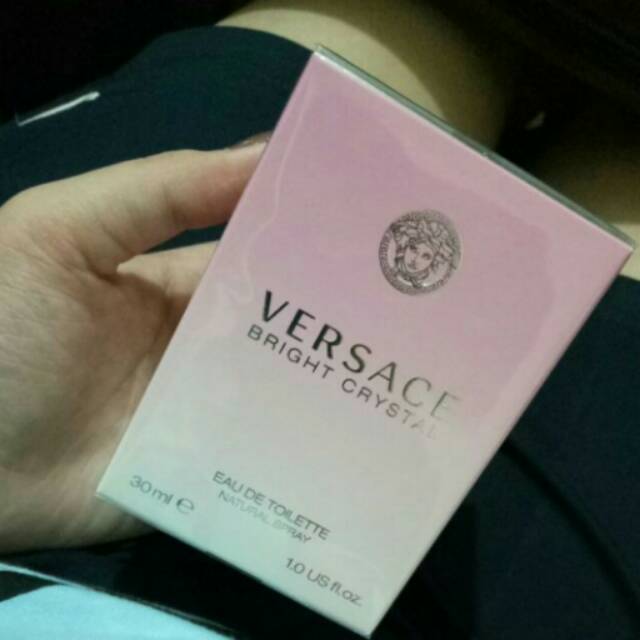 VERSACE
BRIGHT CRYSTAL
EAU DE TOILETTE
NATURAL SPRAY
30 ml e
1.0 US fl.oz.